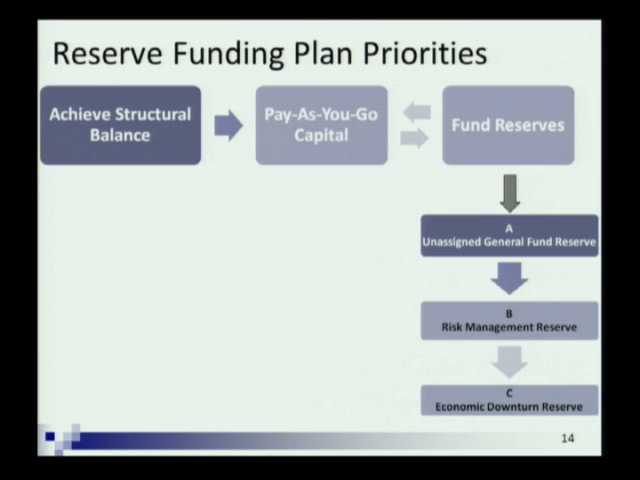 Reserve Funding Plan Priorities
Achieve Structural
Balance
Pay-As-You-Go
Capital
Fund Reserves
A
Unassigned General Fund Reserve
B
Risk Management Reserve
C
Economic Downturn Reserve
14